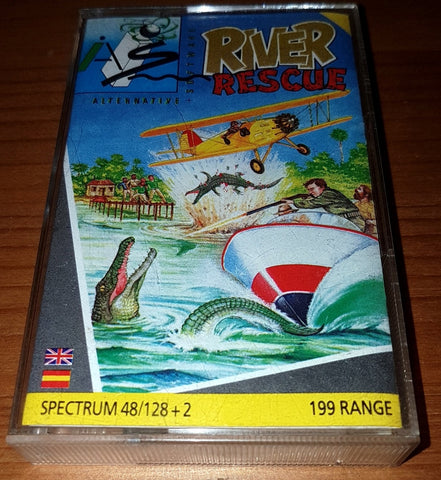 RIVER
RESCUE
ALTERNATIVE + SOFTWARE
SPECTRUM 48/128 + 2
199 RANGE